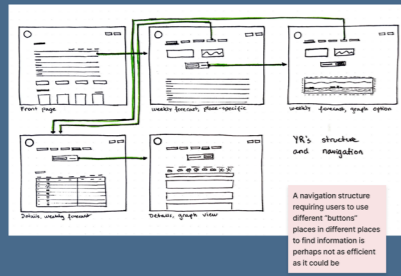 Front page
weekly forecast, place-specific
weekly forecast, graph option
YR's structure
and navigation
Details, weekly forecast
Details, graph view
A navigation structure
requiring users to use
different "buttons"
places in different places
to find information is
perhaps not as efficient
as it could be